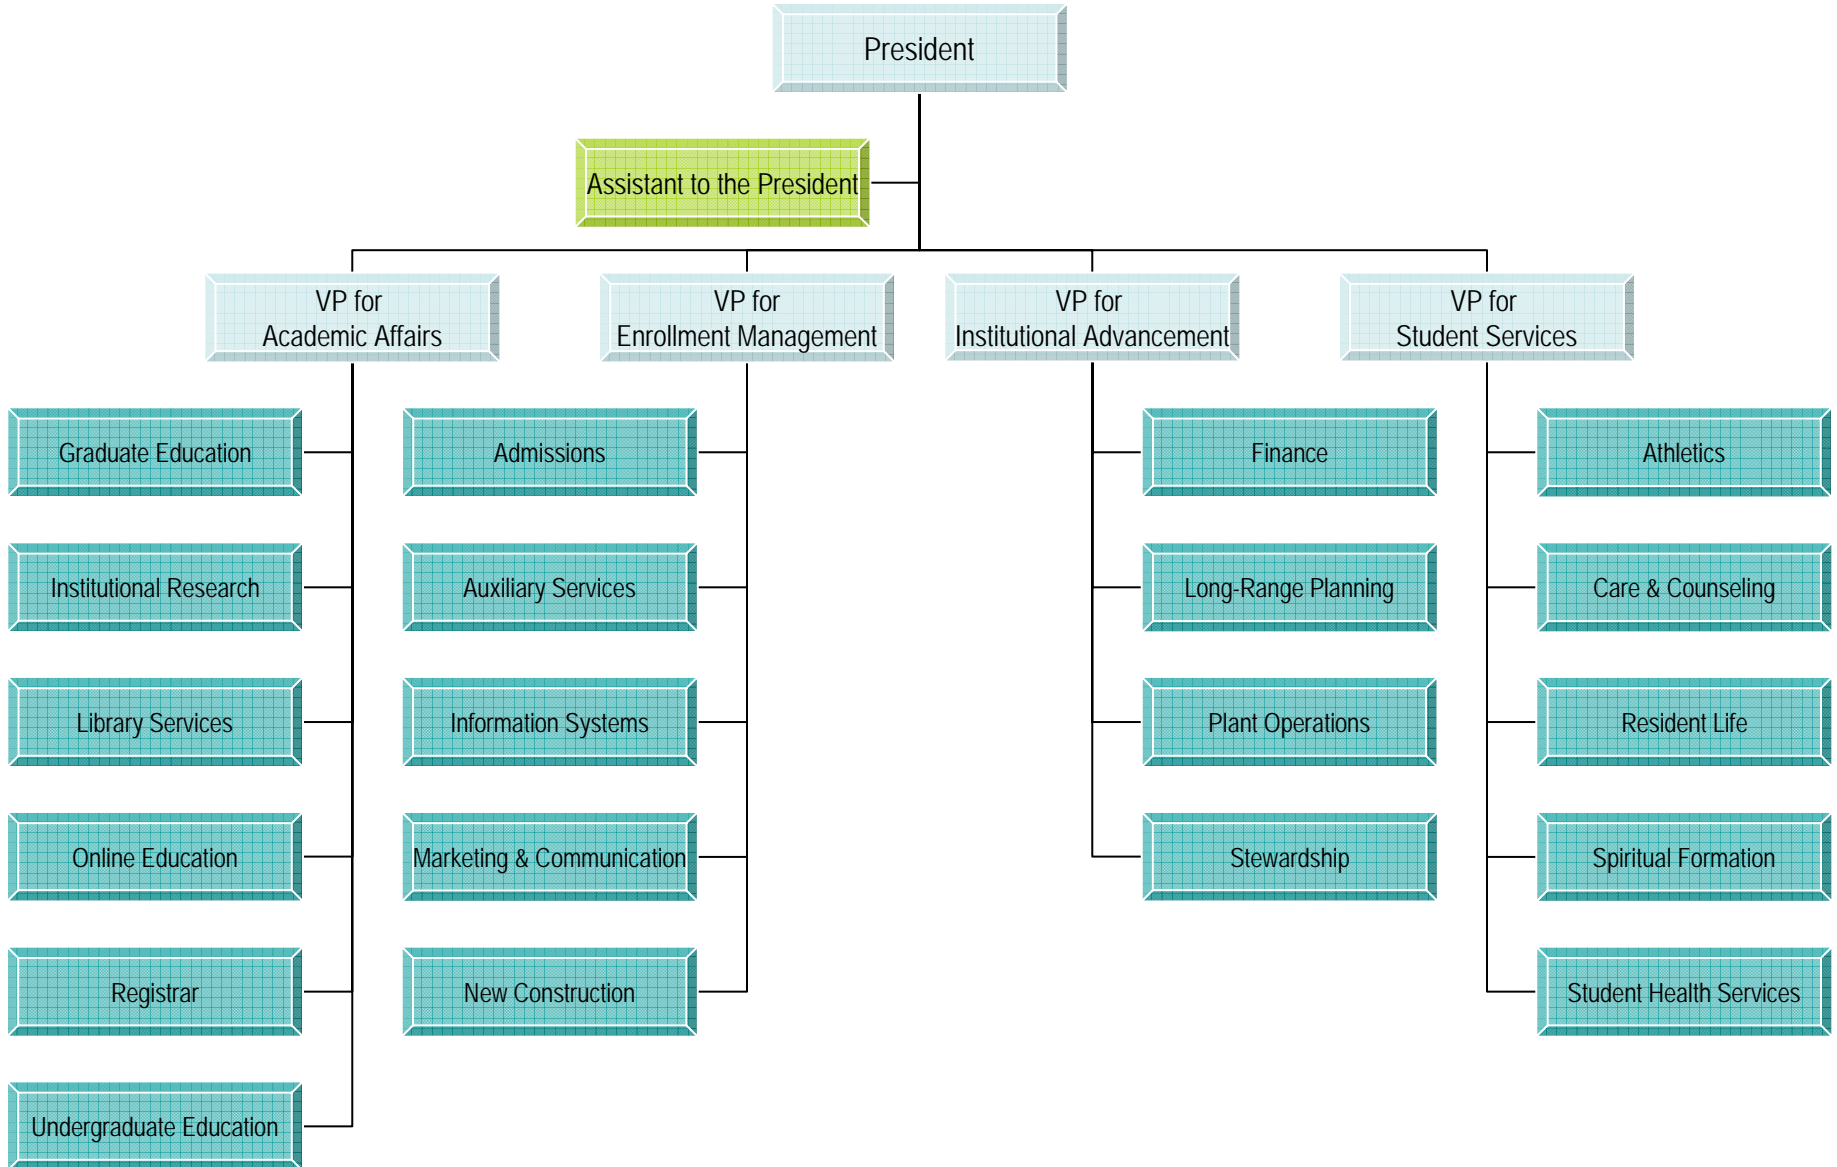 President
Assistant to the President
VP for
Academic Affairs
VP for
Enrollment Management
VP for
Institutional Advancement
VP for
Student Services
Graduate Education
Admissions
Finance
Athletics
Institutional Research
Auxiliary Services
Long-Range Planning
Care & Counseling
Library Services
Information Systems
Plant Operations
Resident Life
Online Education
Marketing & Communication
Stewardship
Spiritual Formation
Registrar
New Construction
Student Health Services
Undergraduate Education